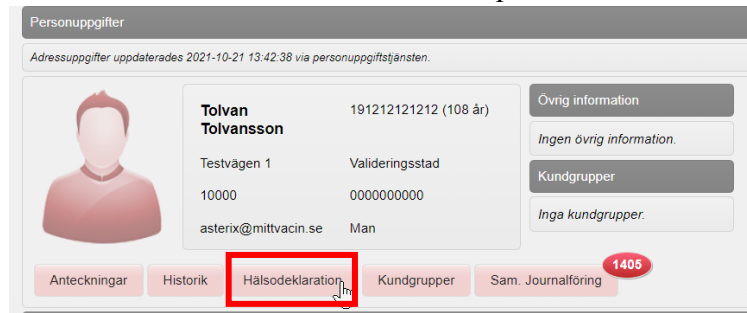 Personuppgifter
Adressuppgifter uppdaterades 2021-10-21 13:42:38 via personuppgiftstjänsten.
Tolvan Tolvansson
191212121212 (108 år)
Testvägen 1
Valideringsstad
10000
0000000000
asterix@mittvacin.se
Man
Övrig information
Ingen övrig information.
Kundgrupper
Inga kundgrupper.
Anteckningar
Historik
Hälsodeklaration
Kundgrupper
Sam. Journalföring
1405